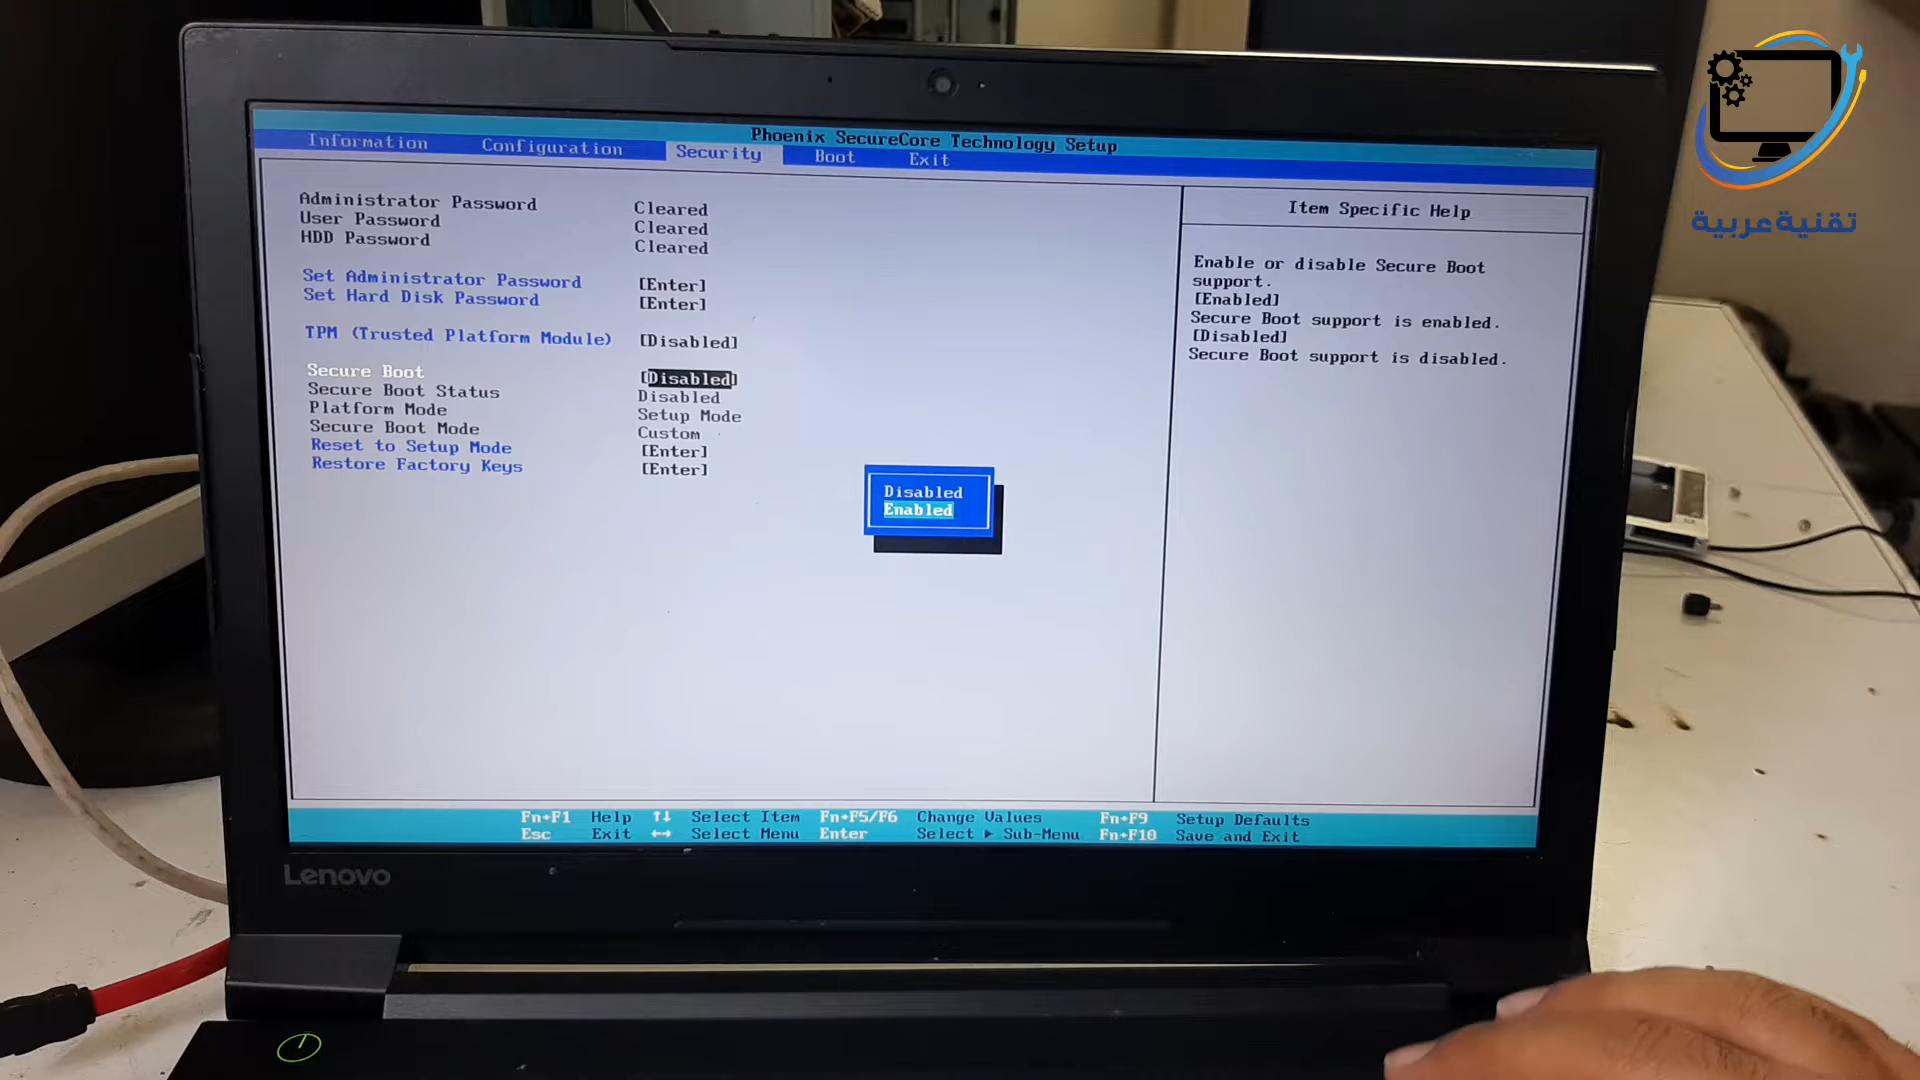 تقنية عربية
Phoenix SecureCore Technology Setup
Information Configuration Security Boot Exit
Administrator Password Cleared
User Password Cleared
HDD Password Cleared
Set Administrator Password [Enter]
Set Hard Disk Password [Enter]
TPM (Trusted Platform Module) [Disabled]
Secure Boot [Disabled]
Secure Boot Status Disabled
Platform Mode Setup Mode
Secure Boot Mode Custom
Reset to Setup Mode [Enter]
Restore Factory Keys [Enter]
Disabled
Enabled
Item Specific Help
Enable or disable Secure Boot
support.
[Enabled]
Secure Boot support is enabled.
[Disabled]
Secure Boot support is disabled.
Fn+F1 Help ↑↓ Select Item Fn+F5/F6 Change Values Fn+F9 Setup Defaults
Esc Exit ↔ Select Menu Enter Select ▶ Sub-Menu Fn+F10 Save and Exit
Lenovo